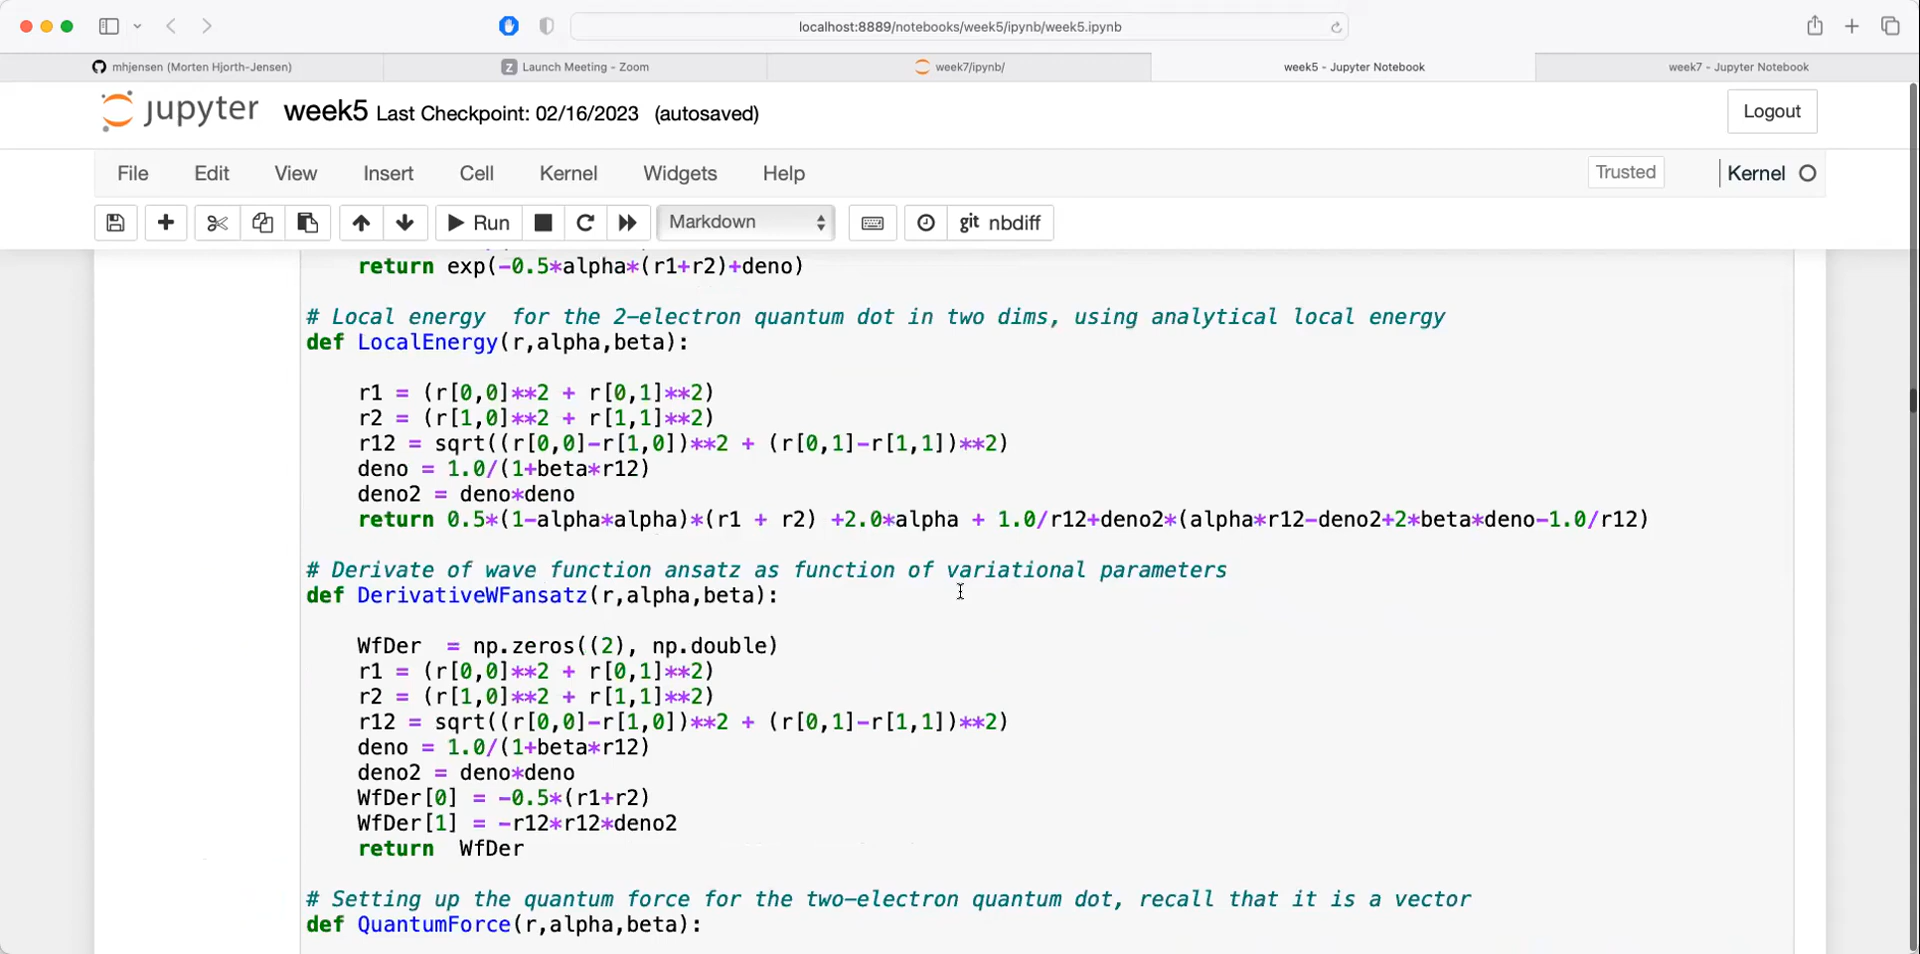 localhost:8889/notebooks/week5/ipynb/week5.ipynb
mhjensen (Morten Hjorth-Jensen)
Z Launch Meeting - Zoom
week7/ipynb/
week5 - Jupyter Notebook
week7 - Jupyter Notebook
jupyter week5 Last Checkpoint: 02/16/2023 (autosaved)
Logout
File Edit View Insert Cell Kernel Widgets Help
Trusted
Kernel
Run
Markdown
git nbdiff
return exp(-0.5*alpha*(r1+r2)+deno)
# Local energy  for the 2-electron quantum dot in two dims, using analytical local energy
def LocalEnergy(r,alpha,beta):
r1 = (r[0,0]**2 + r[0,1]**2)
r2 = (r[1,0]**2 + r[1,1]**2)
r12 = sqrt((r[0,0]-r[1,0])**2 + (r[0,1]-r[1,1])**2)
deno = 1.0/(1+beta*r12)
deno2 = deno*deno
return 0.5*(1-alpha*alpha)*(r1 + r2) +2.0*alpha + 1.0/r12+deno2*(alpha*r12-deno2+2*beta*deno-1.0/r12)
# Derivate of wave function ansatz as function of variational parameters
def DerivativeWFansatz(r,alpha,beta):
WfDer  = np.zeros((2), np.double)
r1 = (r[0,0]**2 + r[0,1]**2)
r2 = (r[1,0]**2 + r[1,1]**2)
r12 = sqrt((r[0,0]-r[1,0])**2 + (r[0,1]-r[1,1])**2)
deno = 1.0/(1+beta*r12)
deno2 = deno*deno
WfDer[0] = -0.5*(r1+r2)
WfDer[1] = -r12*r12*deno2
return  WfDer
# Setting up the quantum force for the two-electron quantum dot, recall that it is a vector
def QuantumForce(r,alpha,beta):